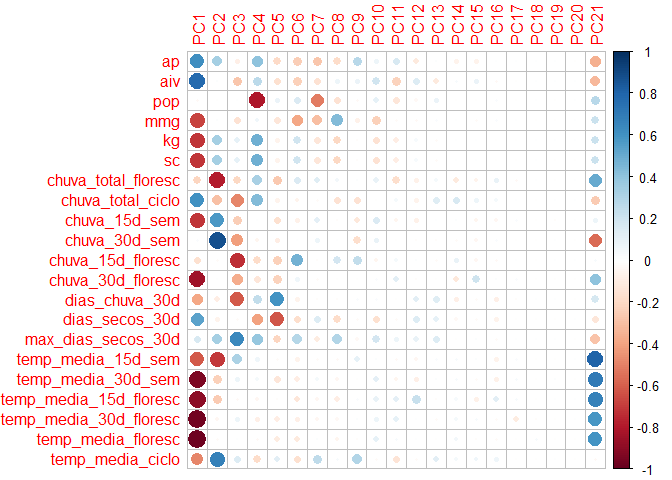 PC1 PC2 PC3 PC4 PC5 PC6 PC7 PC8 PC9 PC10 PC11 PC12 PC13 PC14 PC15 PC16 PC17 PC18 PC19 PC20 PC21
ap
aiv
pop
mmg
kg
sc
chuva_total_floresc
chuva_total_ciclo
chuva_15d_sem
chuva_30d_sem
chuva_15d_floresc
chuva_30d_floresc
dias_chuva_30d
dias_secos_30d
max_dias_secos_30d
temp_media_15d_sem
temp_media_30d_sem
temp_media_15d_floresc
temp_media_30d_floresc
temp_media_floresc
temp_media_ciclo
1
0.8
0.6
0.4
0.2
0
-0.2
-0.4
-0.6
-0.8
-1